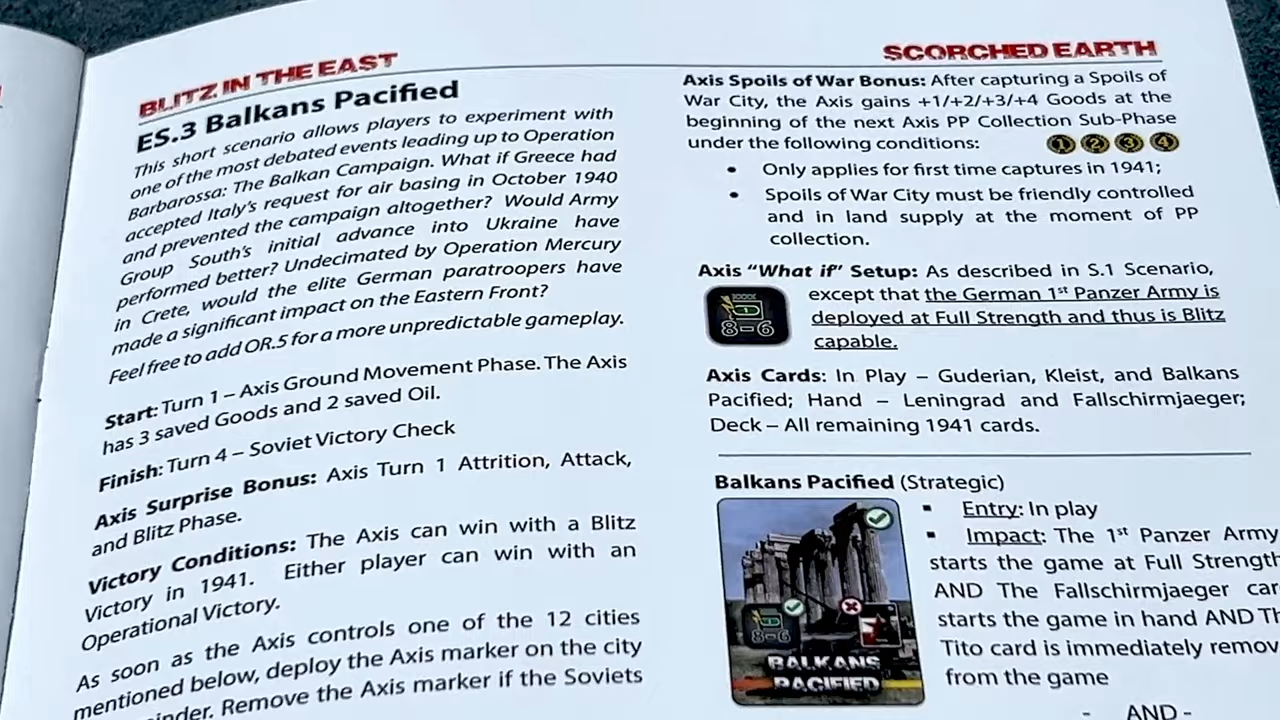 BLITZ IN THE EAST
ES.3 Balkans Pacified
This short scenario allows players to experiment with
one of the most debated events leading up to Operation
Barbarossa: The Balkan Campaign. What if Greece had
accepted Italy's request for air basing in October 1940
and prevented the campaign altogether? Would Army
Group South's initial advance into Ukraine have
performed better? Undecimated by Operation Mercury
in Crete, would the elite German paratroopers have
made a significant impact on the Eastern Front?
Feel free to add OR.5 for a more unpredictable gameplay.
Start: Turn 1 – Axis Ground Movement Phase. The Axis
has 3 saved Goods and 2 saved Oil.
Finish: Turn 4 – Soviet Victory Check
Axis Surprise Bonus: Axis Turn 1 Attrition, Attack,
and Blitz Phase.
Victory Conditions: The Axis can win with a Blitz
Victory in 1941. Either player can win with an
Operational Victory.
As soon as the Axis controls one of the 12 cities
mentioned below, deploy the Axis marker on the city
Remove the Axis marker if the Soviets
SCORCHED EARTH
Axis Spoils of War Bonus: After capturing a Spoils of
War City, the Axis gains +1/+2/+3/+4 Goods at the
beginning of the next Axis PP Collection Sub-Phase
under the following conditions: 1 2 3 4
• Only applies for first time captures in 1941;
• Spoils of War City must be friendly controlled
and in land supply at the moment of PP
collection.
Axis "What if" Setup: As described in S.1 Scenario,
except that the German 1st Panzer Army is
deployed at Full Strength and thus is Blitz
capable.
XXXX
1
8–6
Axis Cards: In Play – Guderian, Kleist, and Balkans
Pacified; Hand – Leningrad and Fallschirmjaeger;
Deck – All remaining 1941 cards.
Balkans Pacified (Strategic)
▪ Entry: In play
▪ Impact: The 1st Panzer Army
starts the game at Full Strength
AND The Fallschirmjaeger car
starts the game in hand AND Th
Tito card is immediately remov
from the game
- AND -
8–6
BALKANS
PACIFIED